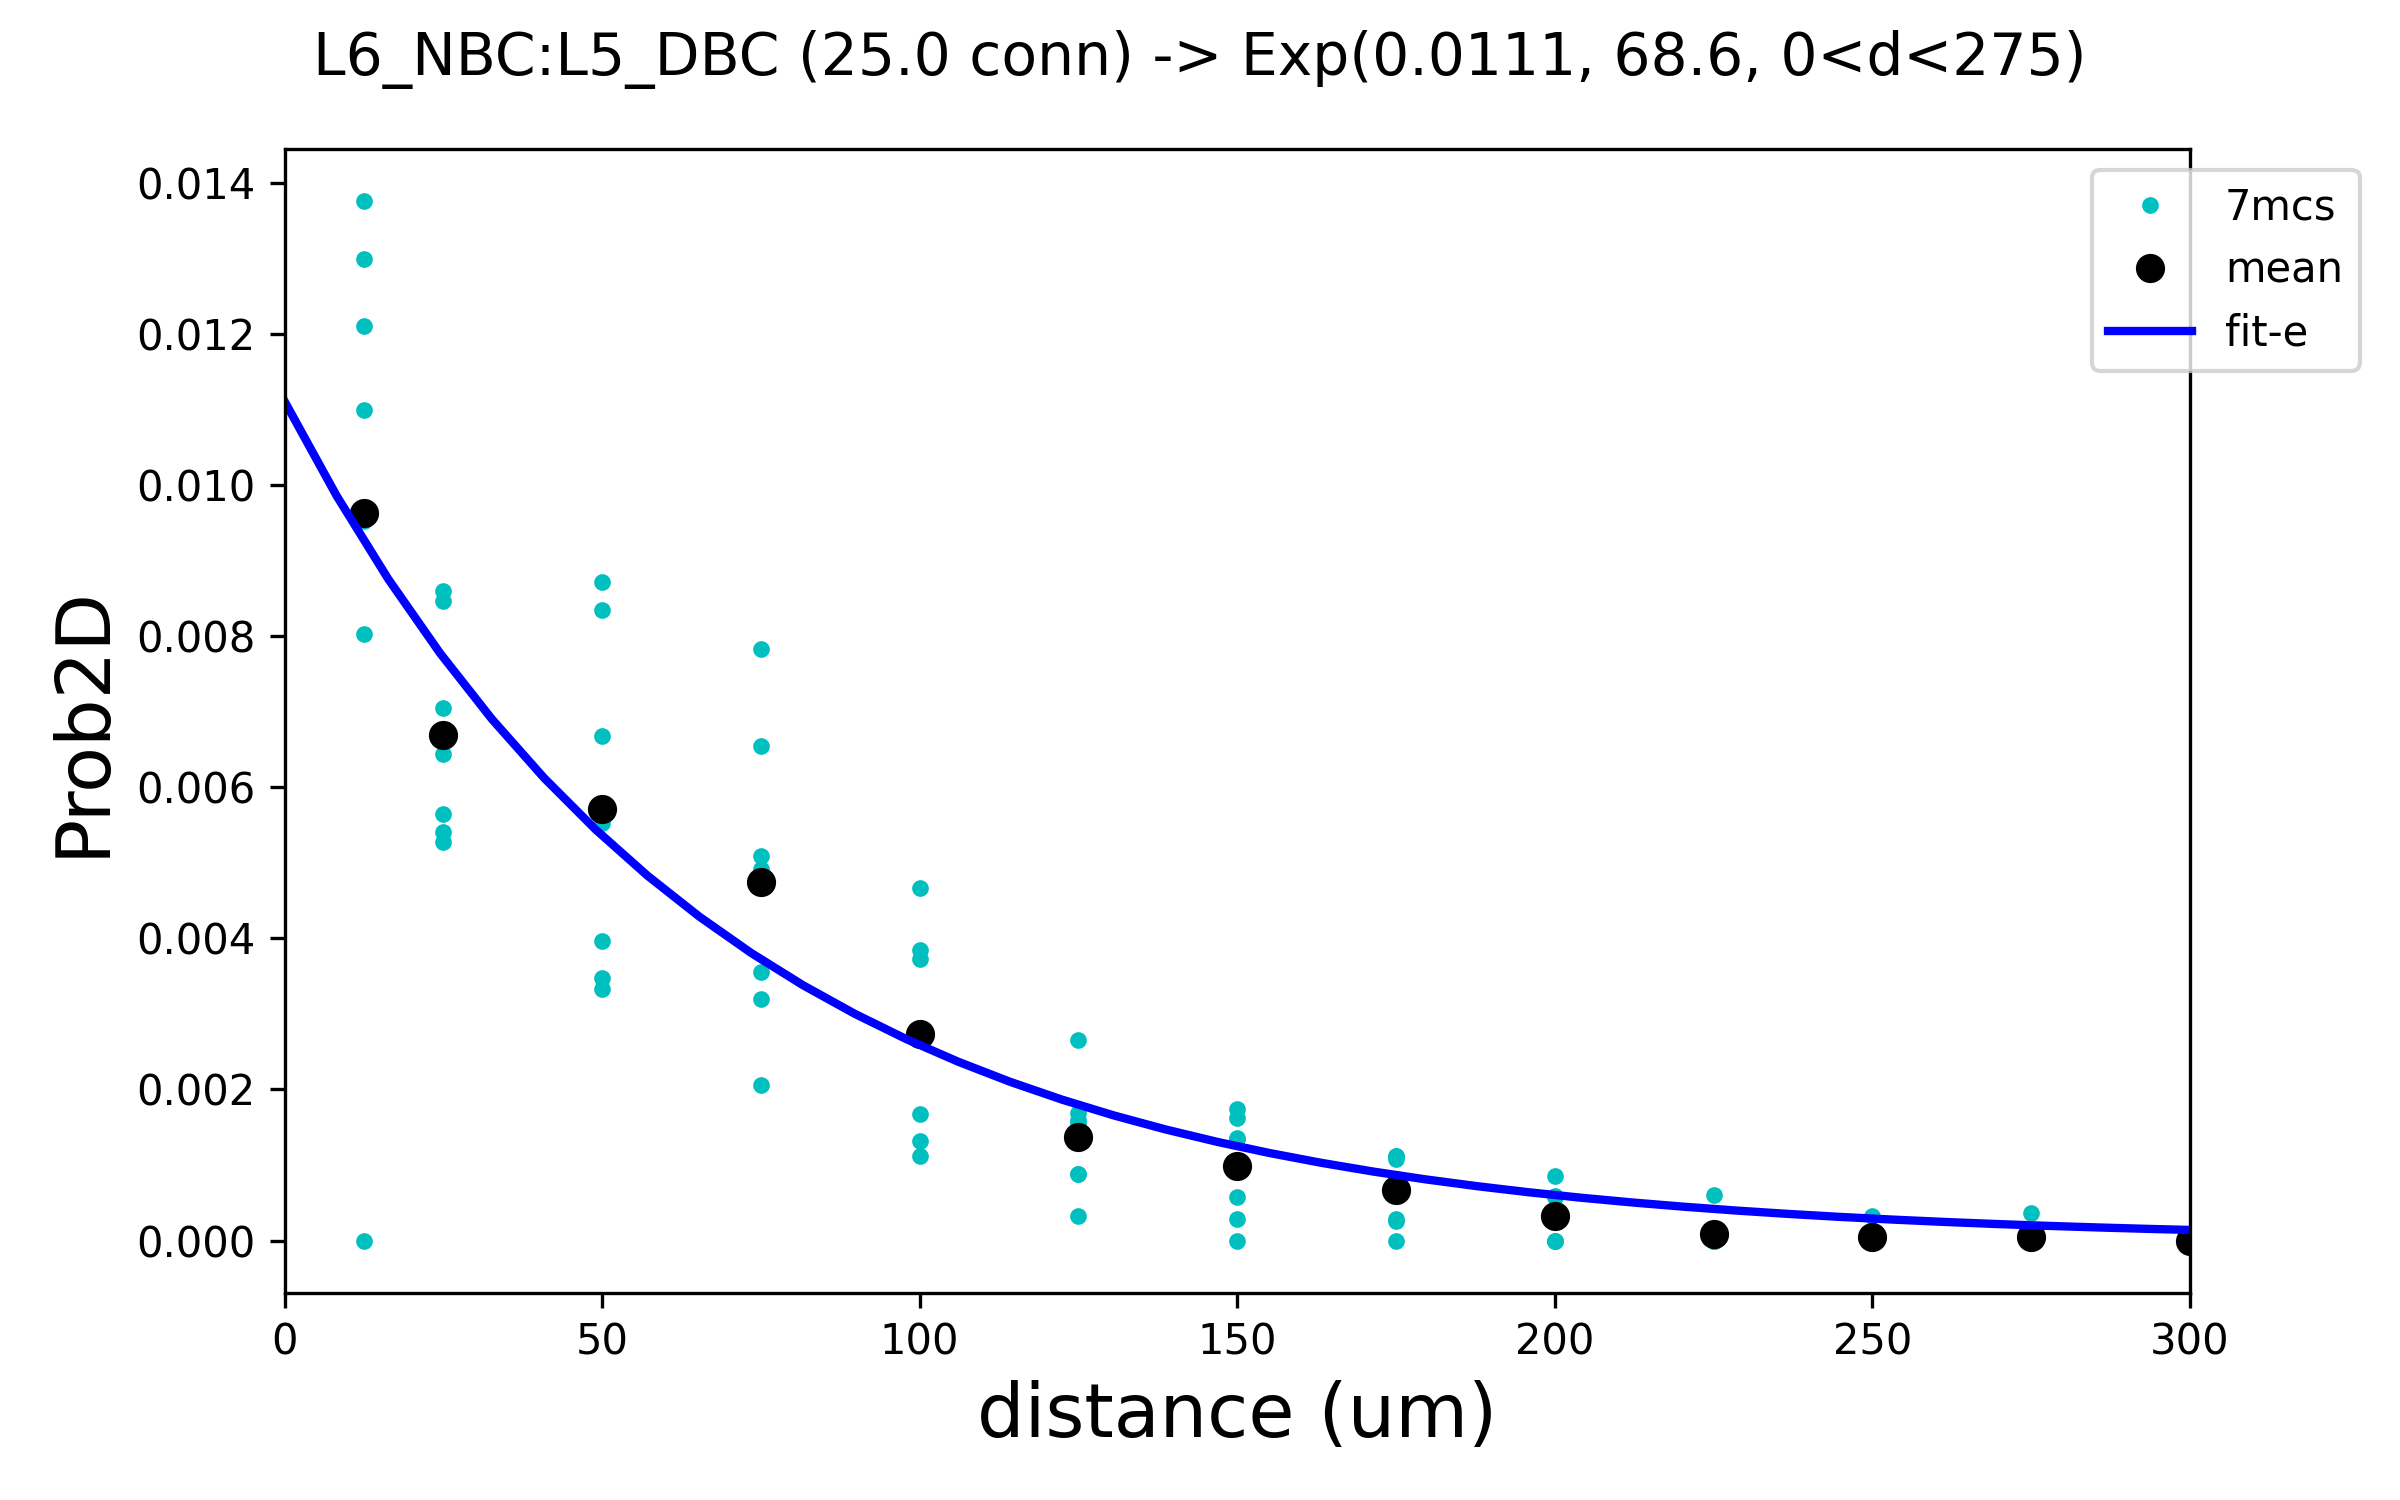 L6_NBC:L5_DBC (25.0 conn) -> Exp(0.0111, 68.6, 0<d<275)
7mcs
mean
fit-e
Prob2D
0.014
0.012
0.010
0.008
0.006
0.004
0.002
0.000
0 50 100 150 200 250 300
distance (um)